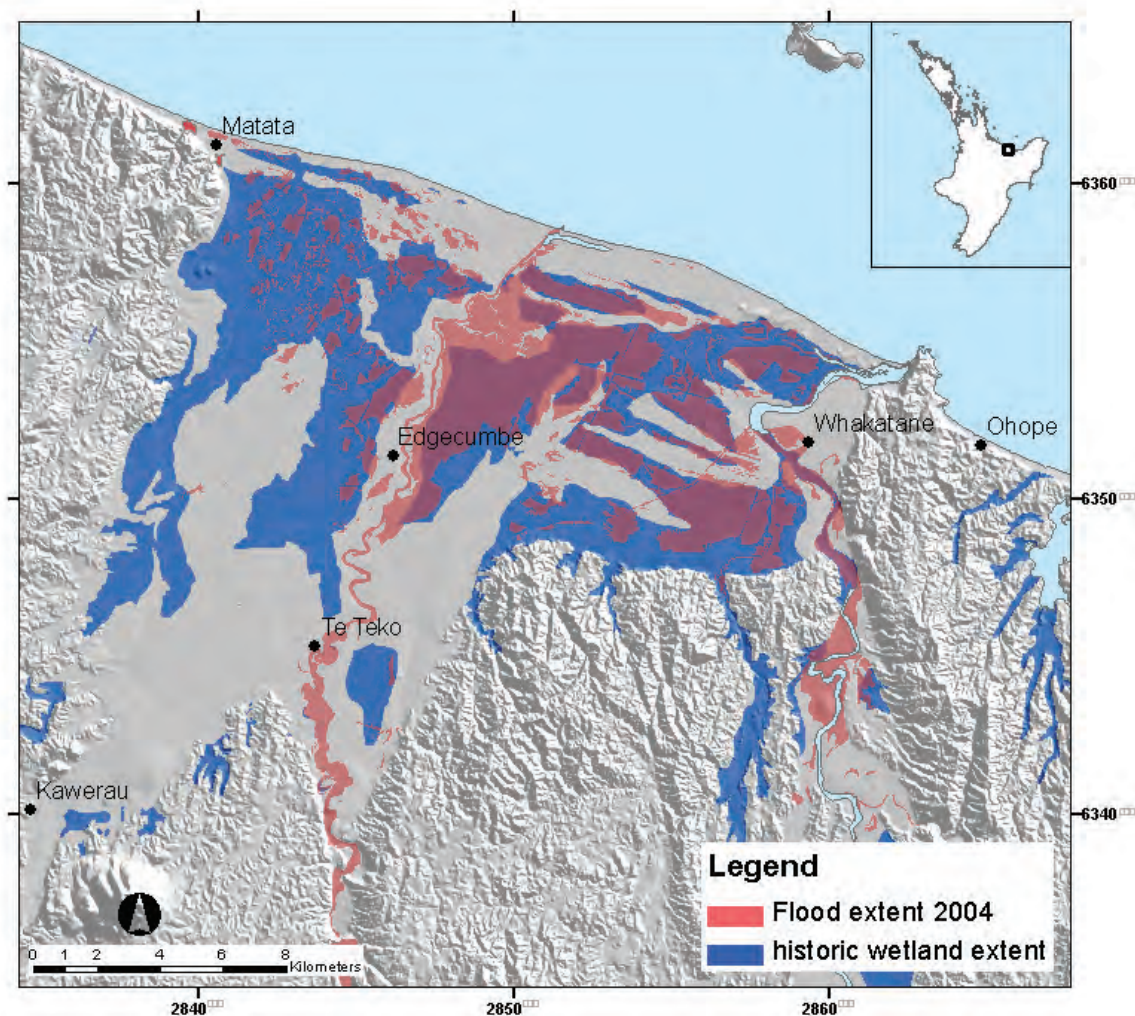 Matata
6360
Whakatane
Ohope
Edgecumbe
6350
Te Teko
Kawerau
6340
Legend
Flood extent 2004
historic wetland extent
0 1 2 4 6 8
Kilometers
2840 2850 2860